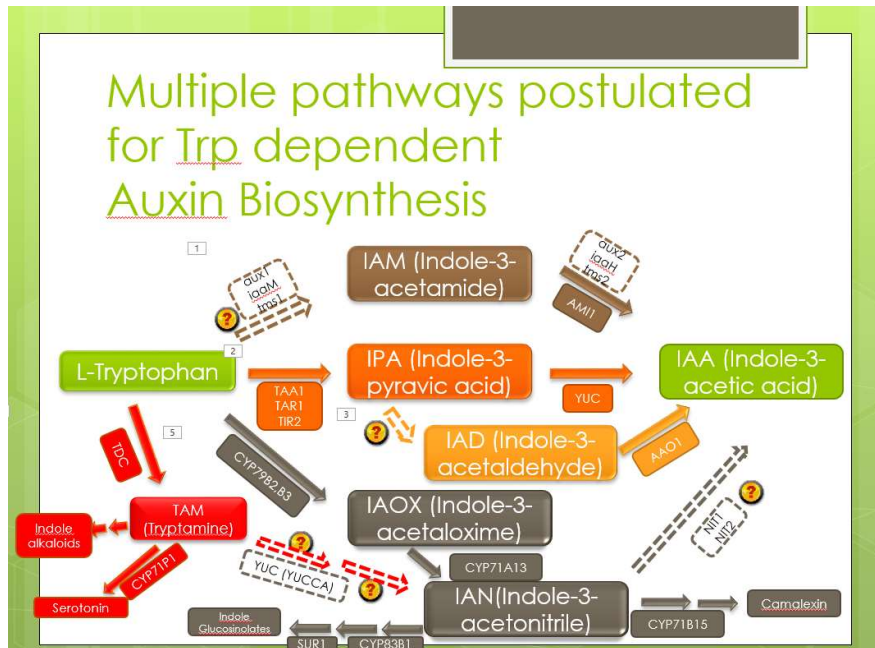 Multiple pathways postulated
for Trp dependent
Auxin Biosynthesis
1
aux1
iaaM
tms1
?
IAM (Indole-3-
acetamide)
aux2
iaaH
tms2
AMI1
2
L-Tryptophan
TAA1
TAR1
TIR2
IPA (Indole-3-
pyravic acid)
YUC
IAA (Indole-3-
acetic acid)
3
?
IAD (Indole-3-
acetaldehyde)
AAO1
5
TDC
CYP79B2,B3
TAM
(Tryptamine)
Indole
alkaloids
CYP71P1
Serotonin
IAOX (Indole-3-
acetaloxime)
?
YUC (YUCCA)
?
CYP71A13
NIT1
NIT2
?
IAN(Indole-3-
acetonitrile)
CYP71B15
Camalexin
Indole
Glucosinolates
SUR1
CYP83B1